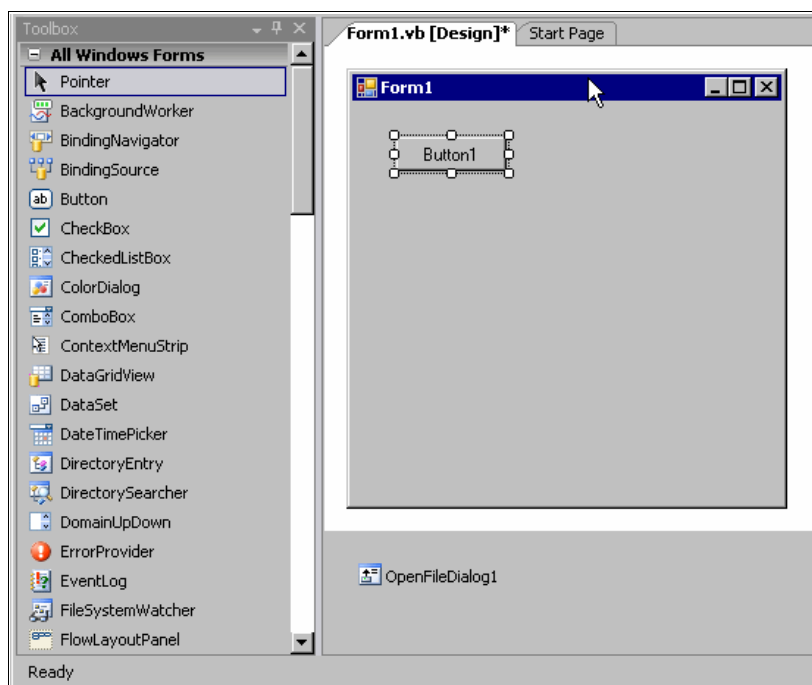 Toolbox
All Windows Forms
Pointer
BackgroundWorker
BindingNavigator
BindingSource
ab Button
CheckBox
CheckedListBox
ColorDialog
ComboBox
ContextMenuStrip
DataGridView
DataSet
DateTimePicker
DirectoryEntry
DirectorySearcher
DomainUpDown
ErrorProvider
EventLog
FileSystemWatcher
FlowLayoutPanel
Form1.vb [Design]* Start Page
Form1
Button1
OpenFileDialog1
Ready